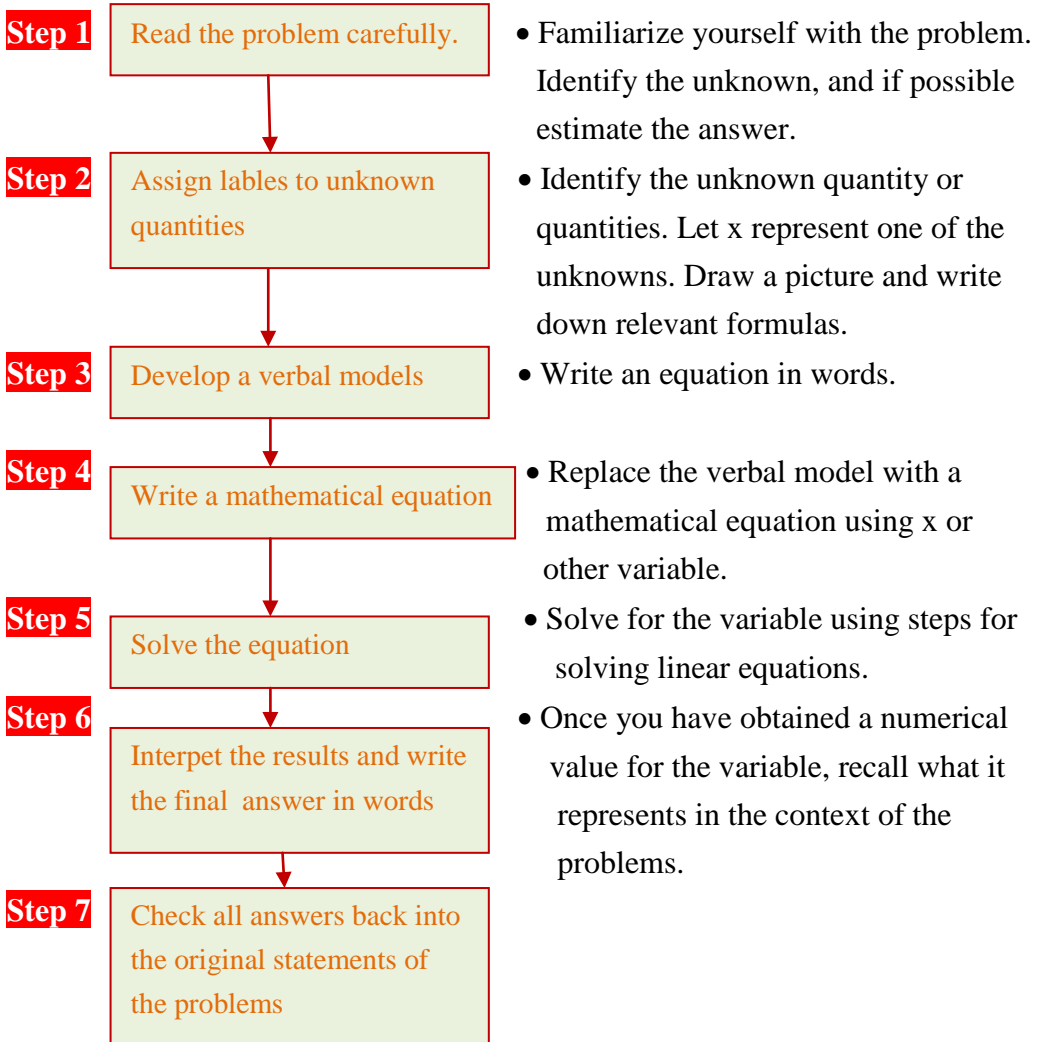 Step 1
Read the problem carefully.
• Familiarize yourself with the problem.
Identify the unknown, and if possible
estimate the answer.
Step 2
Assign lables to unknown
quantities
• Identify the unknown quantity or
quantities. Let x represent one of the
unknowns. Draw a picture and write
down relevant formulas.
Step 3
Develop a verbal models
• Write an equation in words.
Step 4
Write a mathematical equation
• Replace the verbal model with a
mathematical equation using x or
other variable.
Step 5
Solve the equation
• Solve for the variable using steps for
solving linear equations.
Step 6
Interpet the results and write
the final answer in words
• Once you have obtained a numerical
value for the variable, recall what it
represents in the context of the
problems.
Step 7
Check all answers back into
the original statements of
the problems